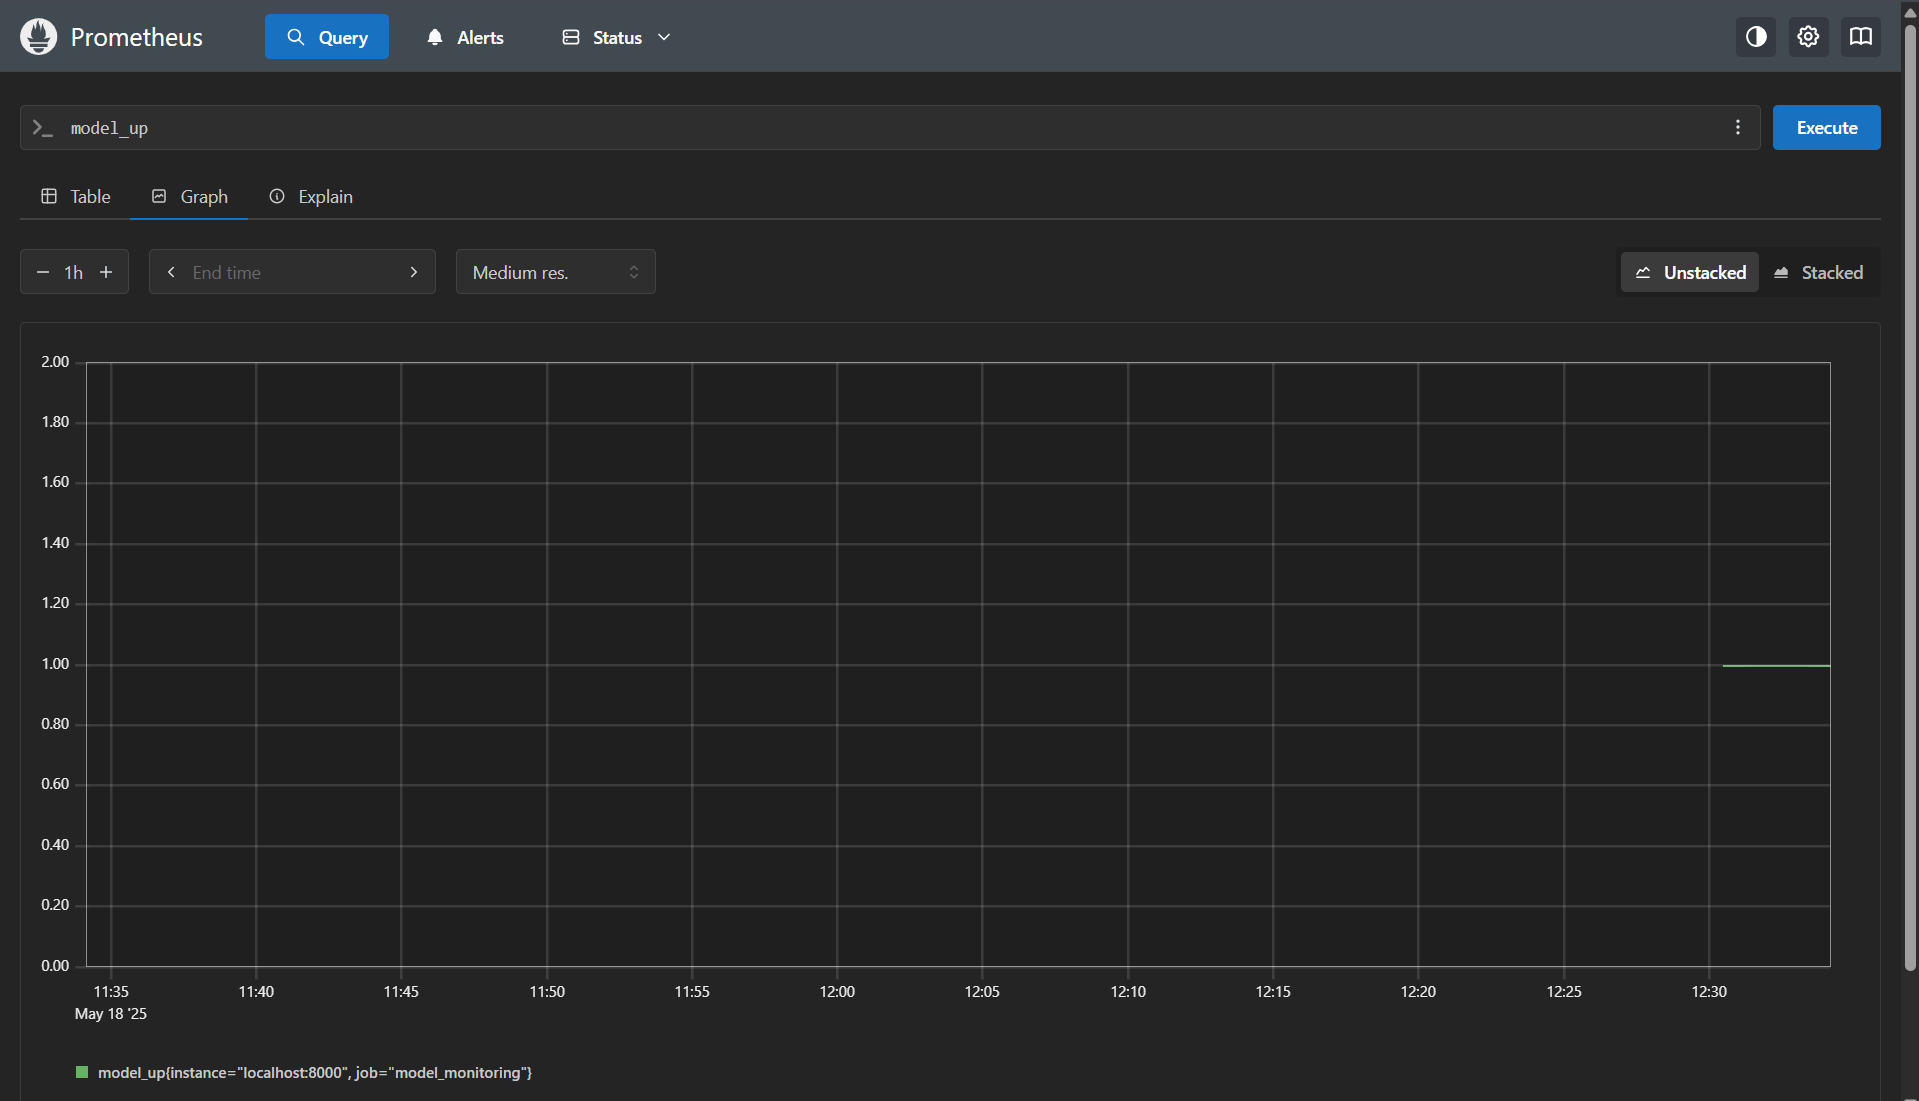 Prometheus Query Alerts Status
model_up Execute
Table Graph Explain
1h End time Medium res. Unstacked Stacked
2.00
1.80
1.60
1.40
1.20
1.00
0.80
0.60
0.40
0.20
0.00
11:35 11:40 11:45 11:50 11:55 12:00 12:05 12:10 12:15 12:20 12:25 12:30
May 18 '25
model_up{instance="localhost:8000", job="model_monitoring"}